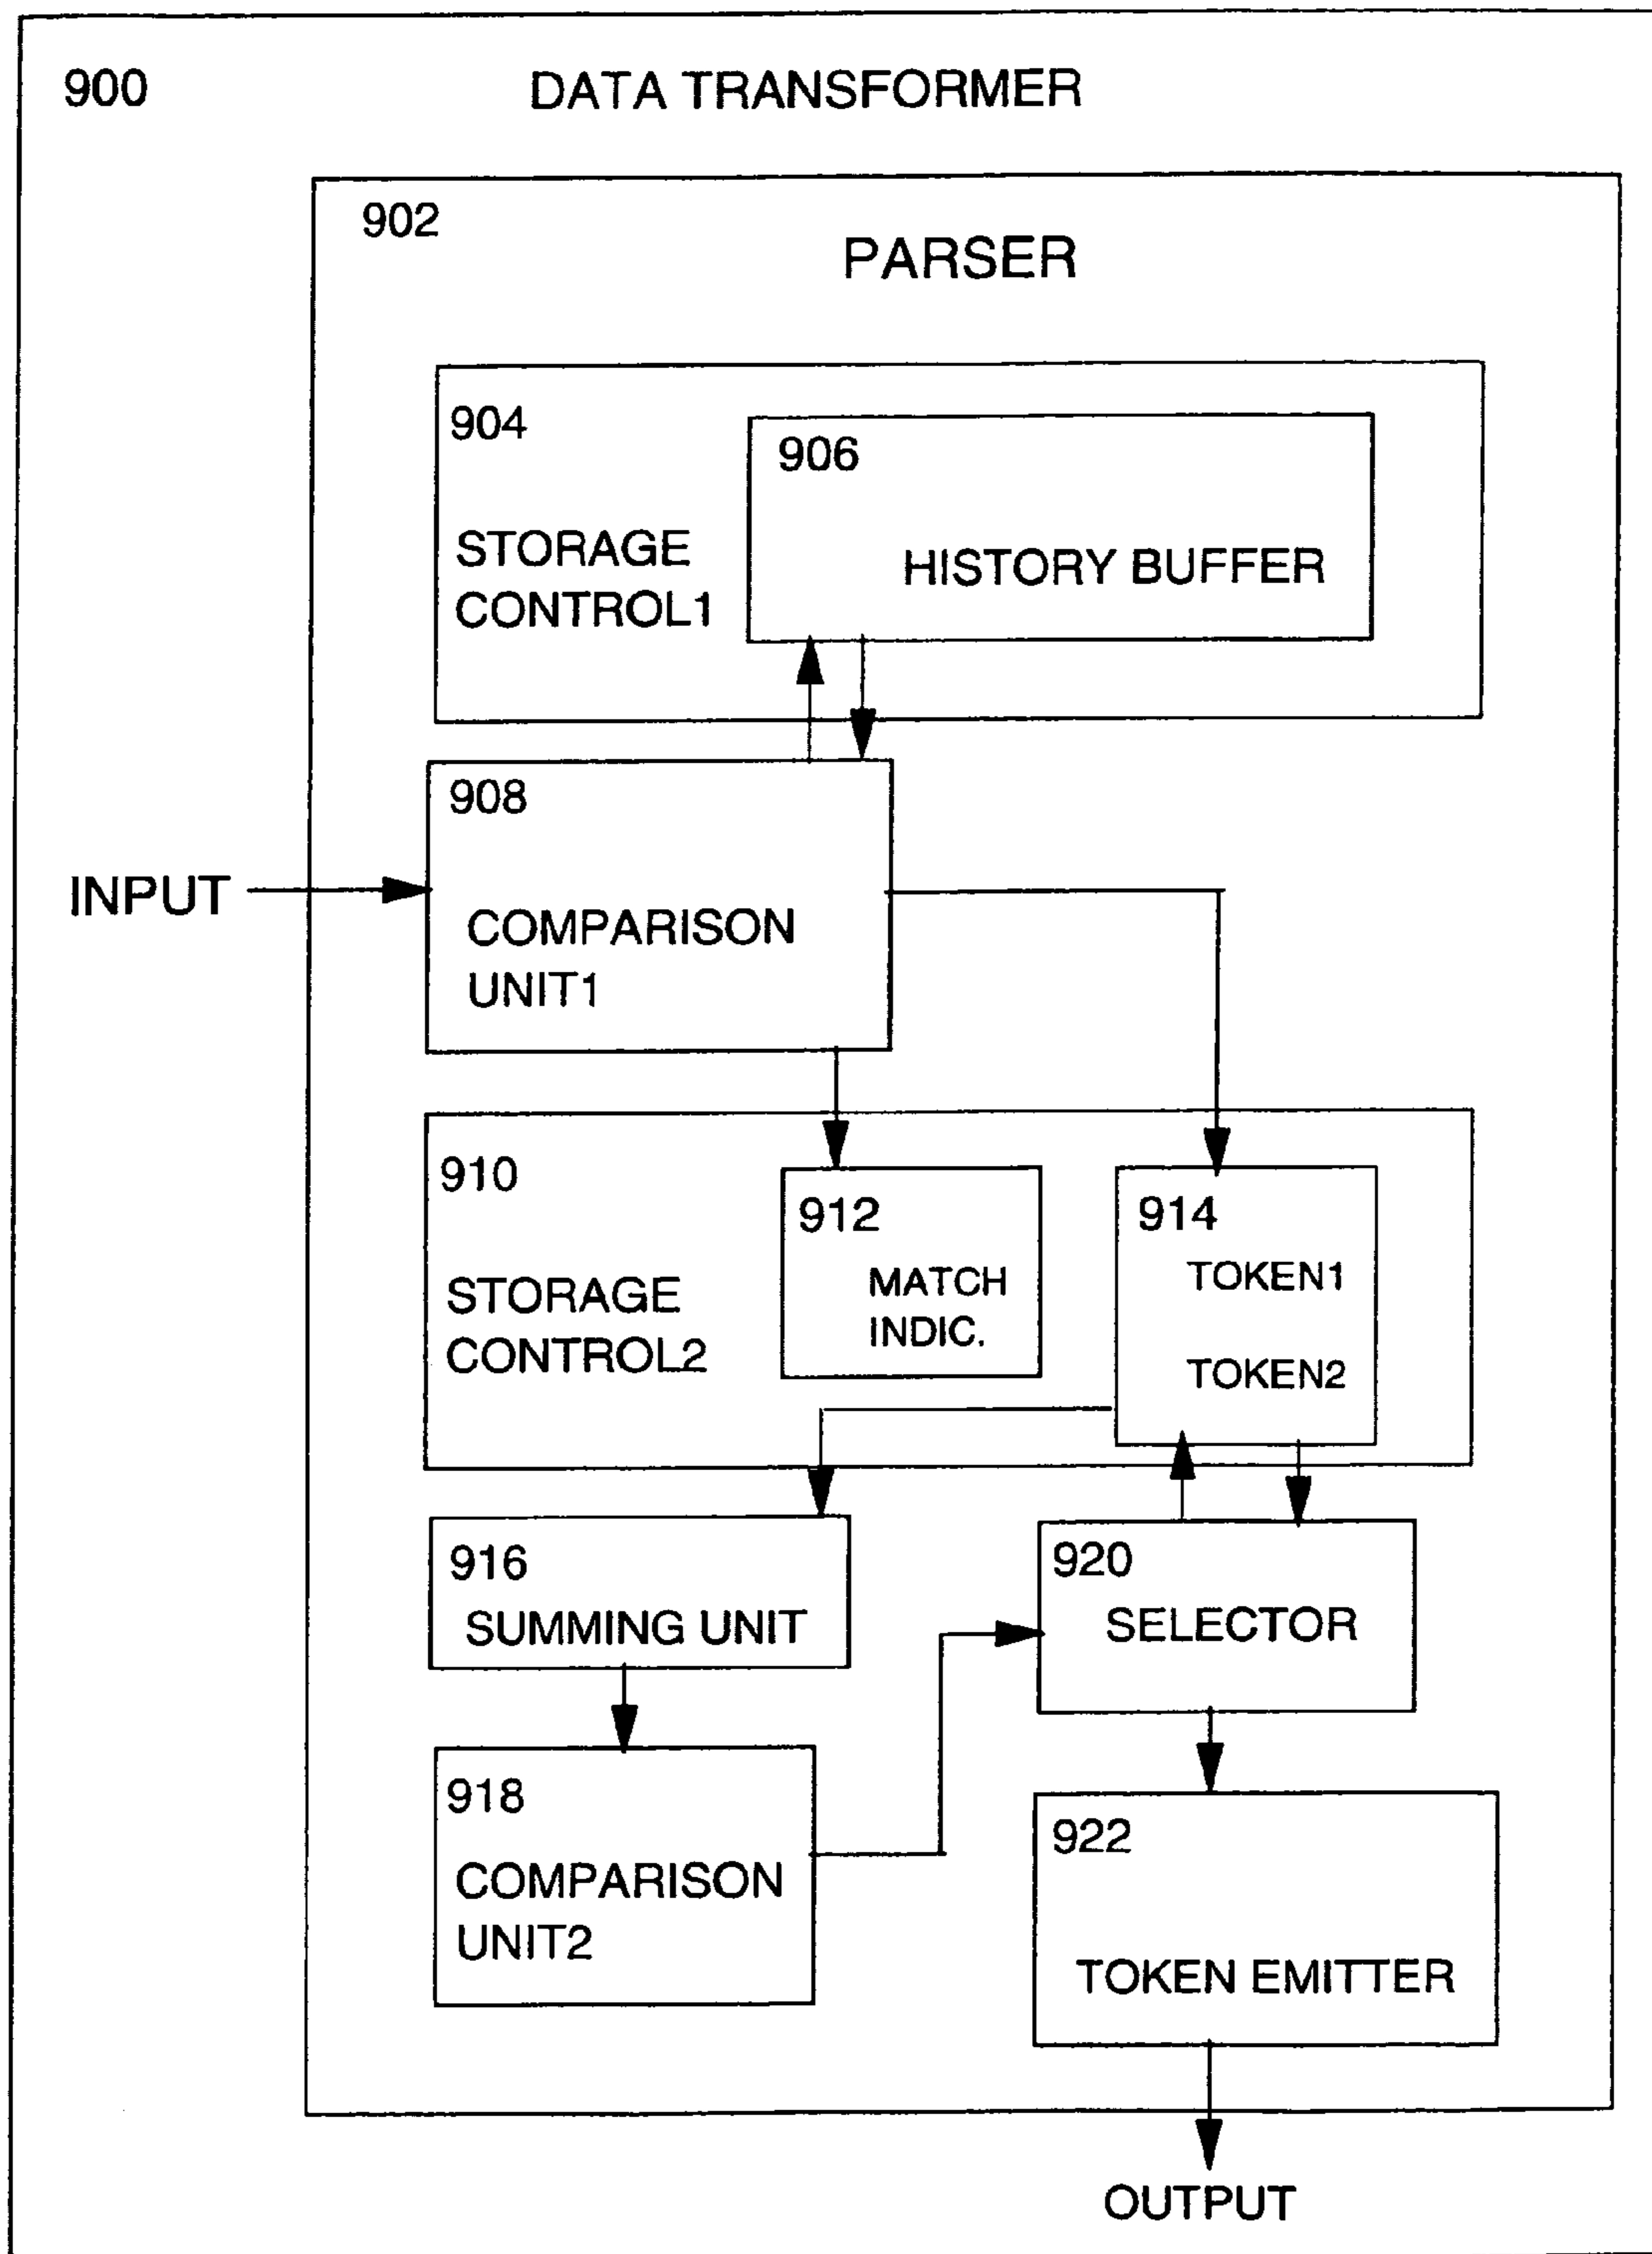 900
DATA TRANSFORMER
902
PARSER
904
STORAGE
CONTROL1
906
HISTORY BUFFER
908
COMPARISON
UNIT1
INPUT
910
STORAGE
CONTROL2
912
MATCH
INDIC.
914
TOKEN1
TOKEN2
916
SUMMING UNIT
920
SELECTOR
918
COMPARISON
UNIT2
922
TOKEN EMITTER
OUTPUT